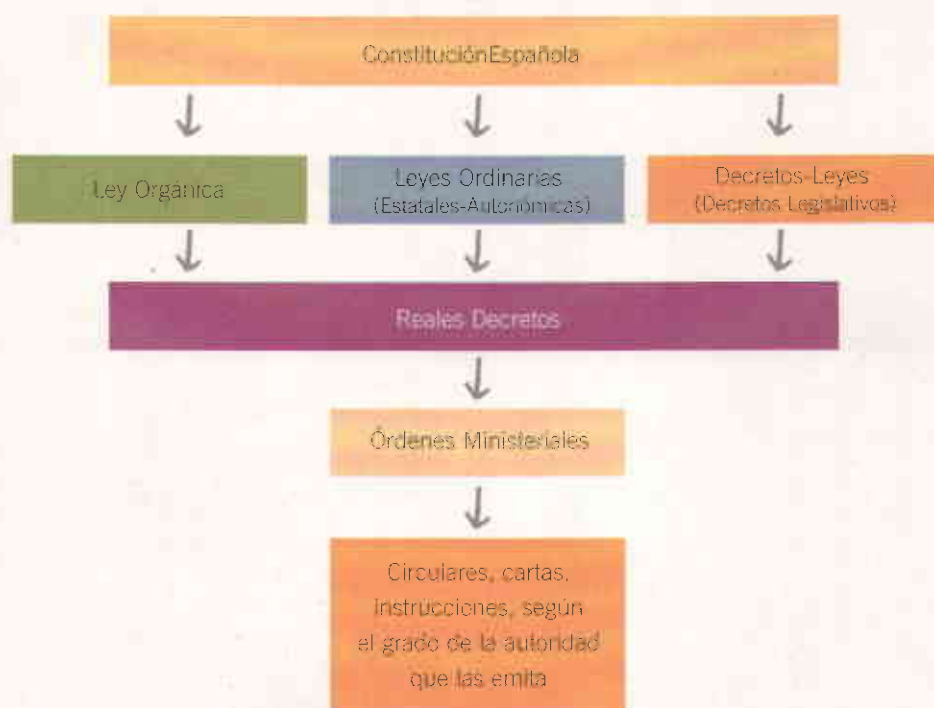 ConstituciónEspañola
Ley Orgánica
Leyes Ordinarias
(Estatales-Autonómicas)
Decretos-Leyes
(Decretos Legislativos)
Reales Decretos
Órdenes Ministeriales
Circulares, cartas,
instrucciones, según
el grado de la autoridad
que las emita